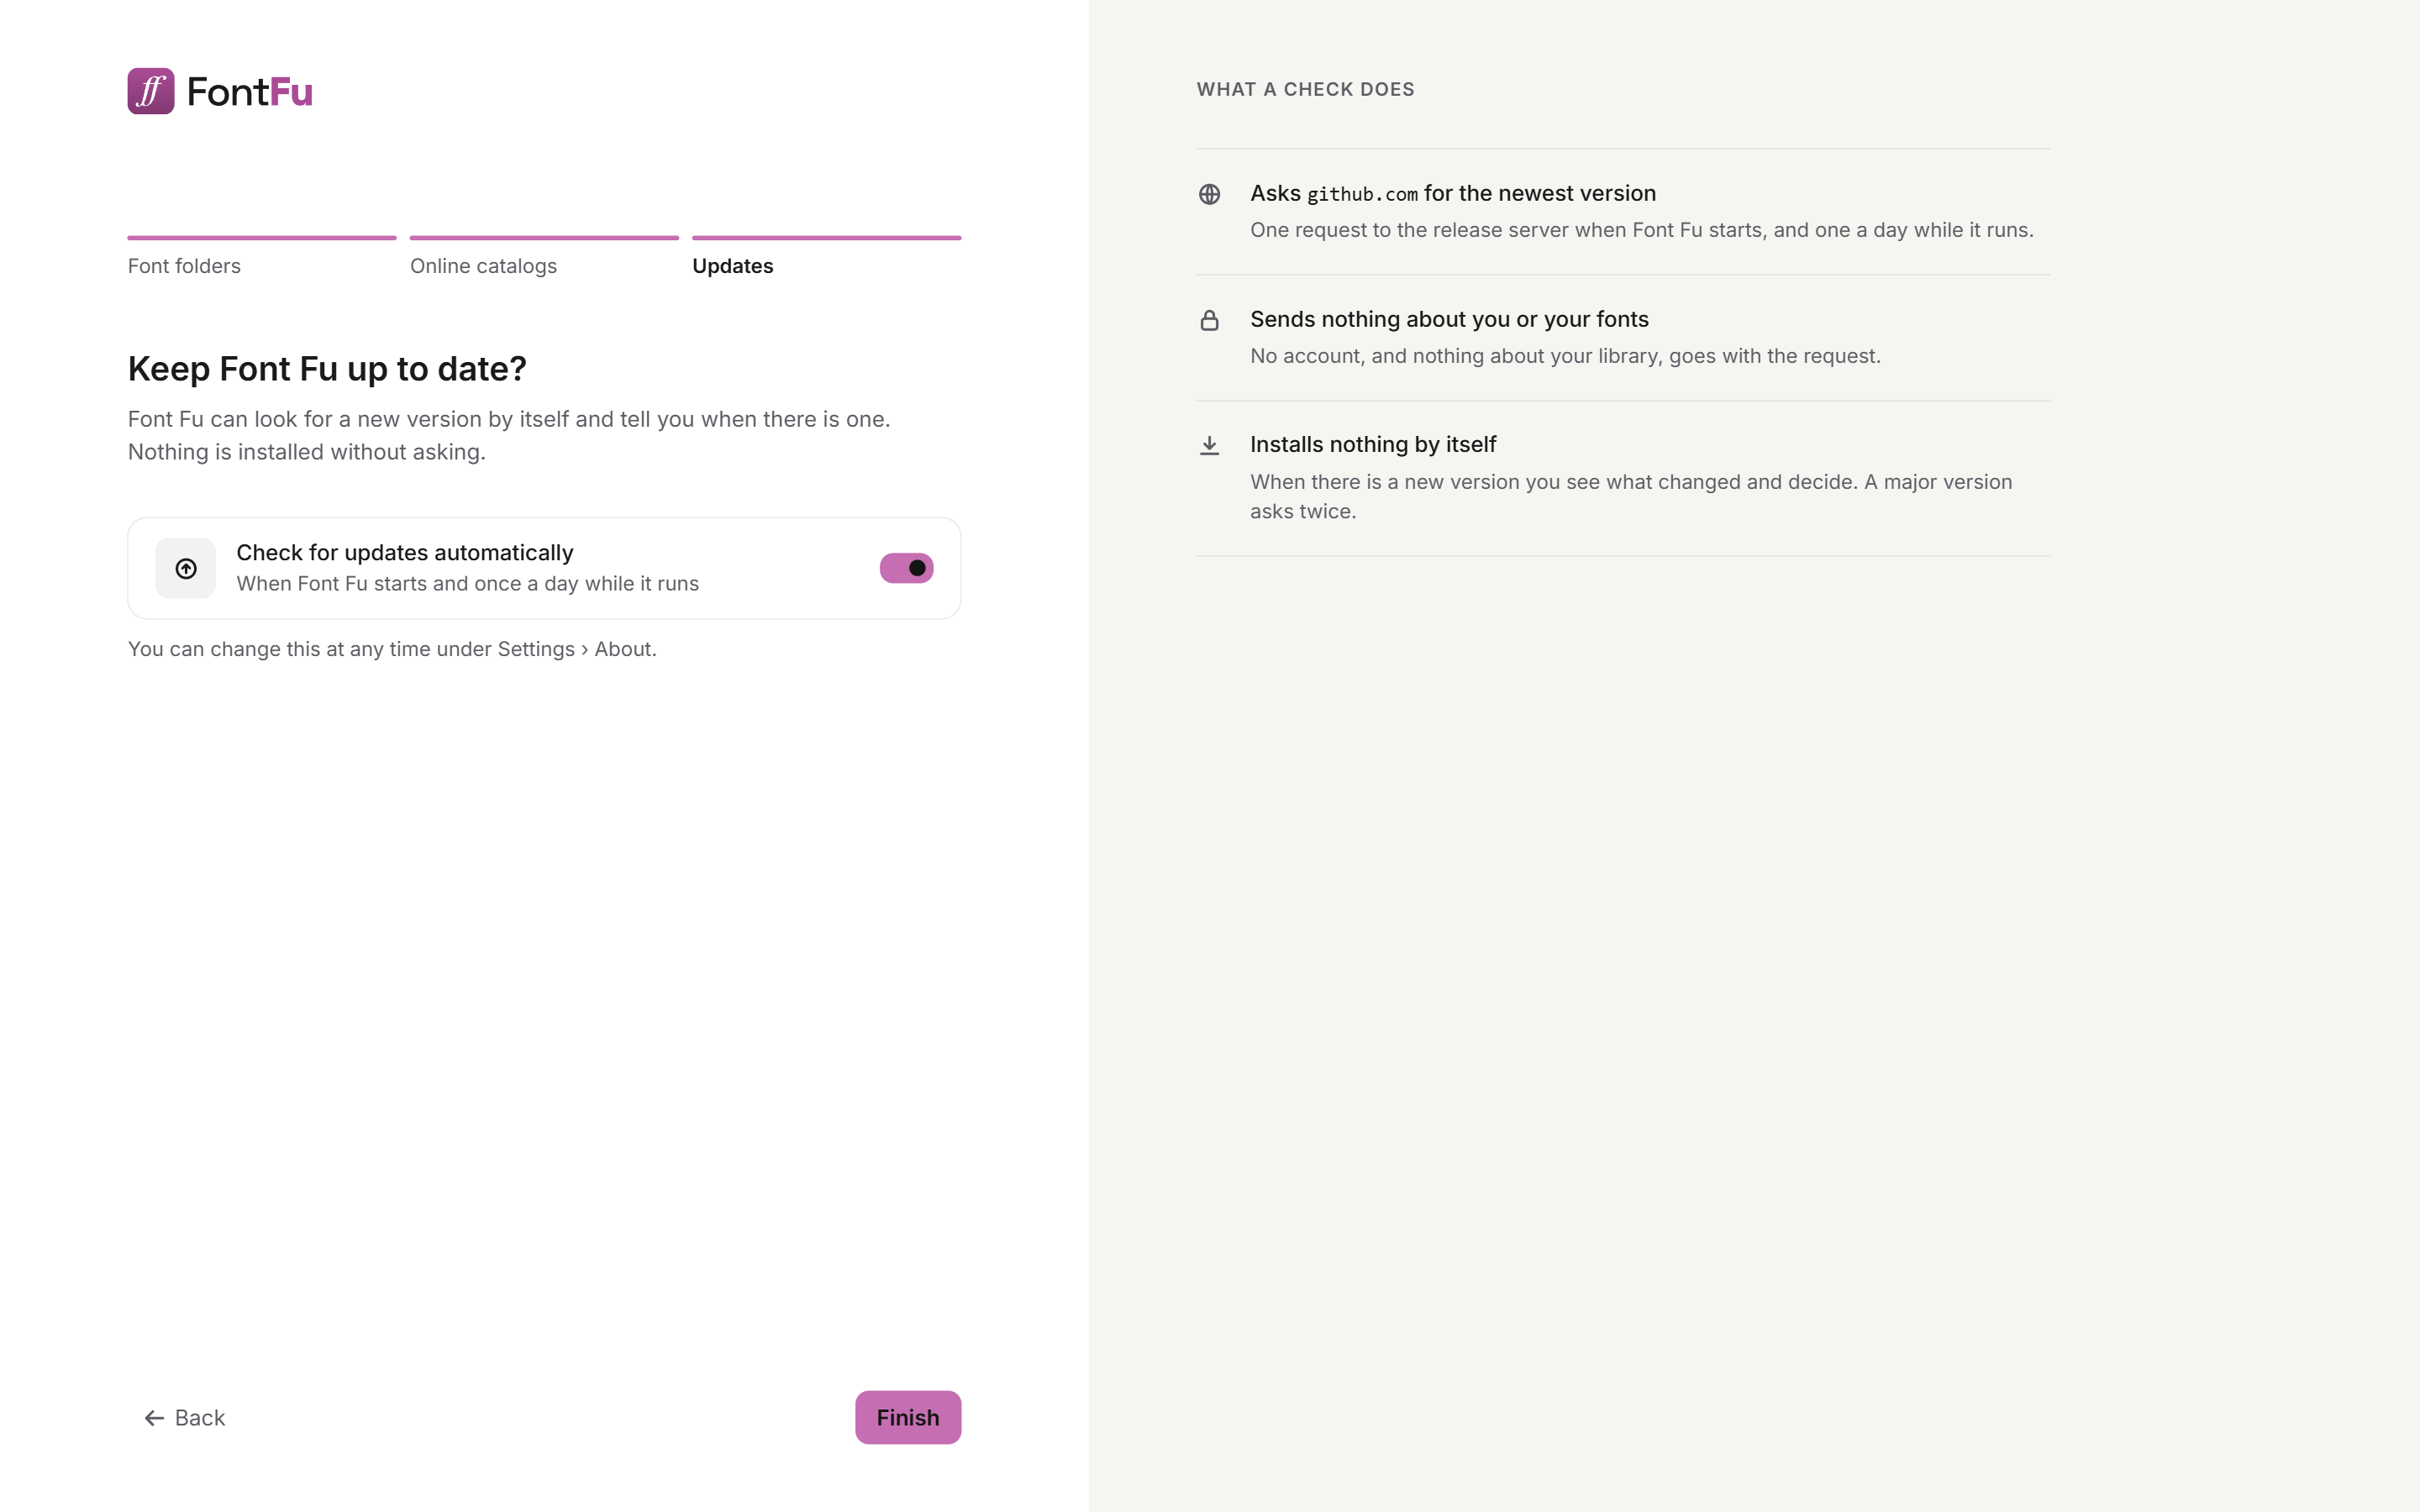 ff FontFu
Font folders
Online catalogs
Updates
Keep Font Fu up to date?
Font Fu can look for a new version by itself and tell you when there is one.
Nothing is installed without asking.
Check for updates automatically
When Font Fu starts and once a day while it runs
You can change this at any time under Settings › About.
Back
Finish
WHAT A CHECK DOES
Asks github.com for the newest version
One request to the release server when Font Fu starts, and one a day while it runs.
Sends nothing about you or your fonts
No account, and nothing about your library, goes with the request.
Installs nothing by itself
When there is a new version you see what changed and decide. A major version
asks twice.